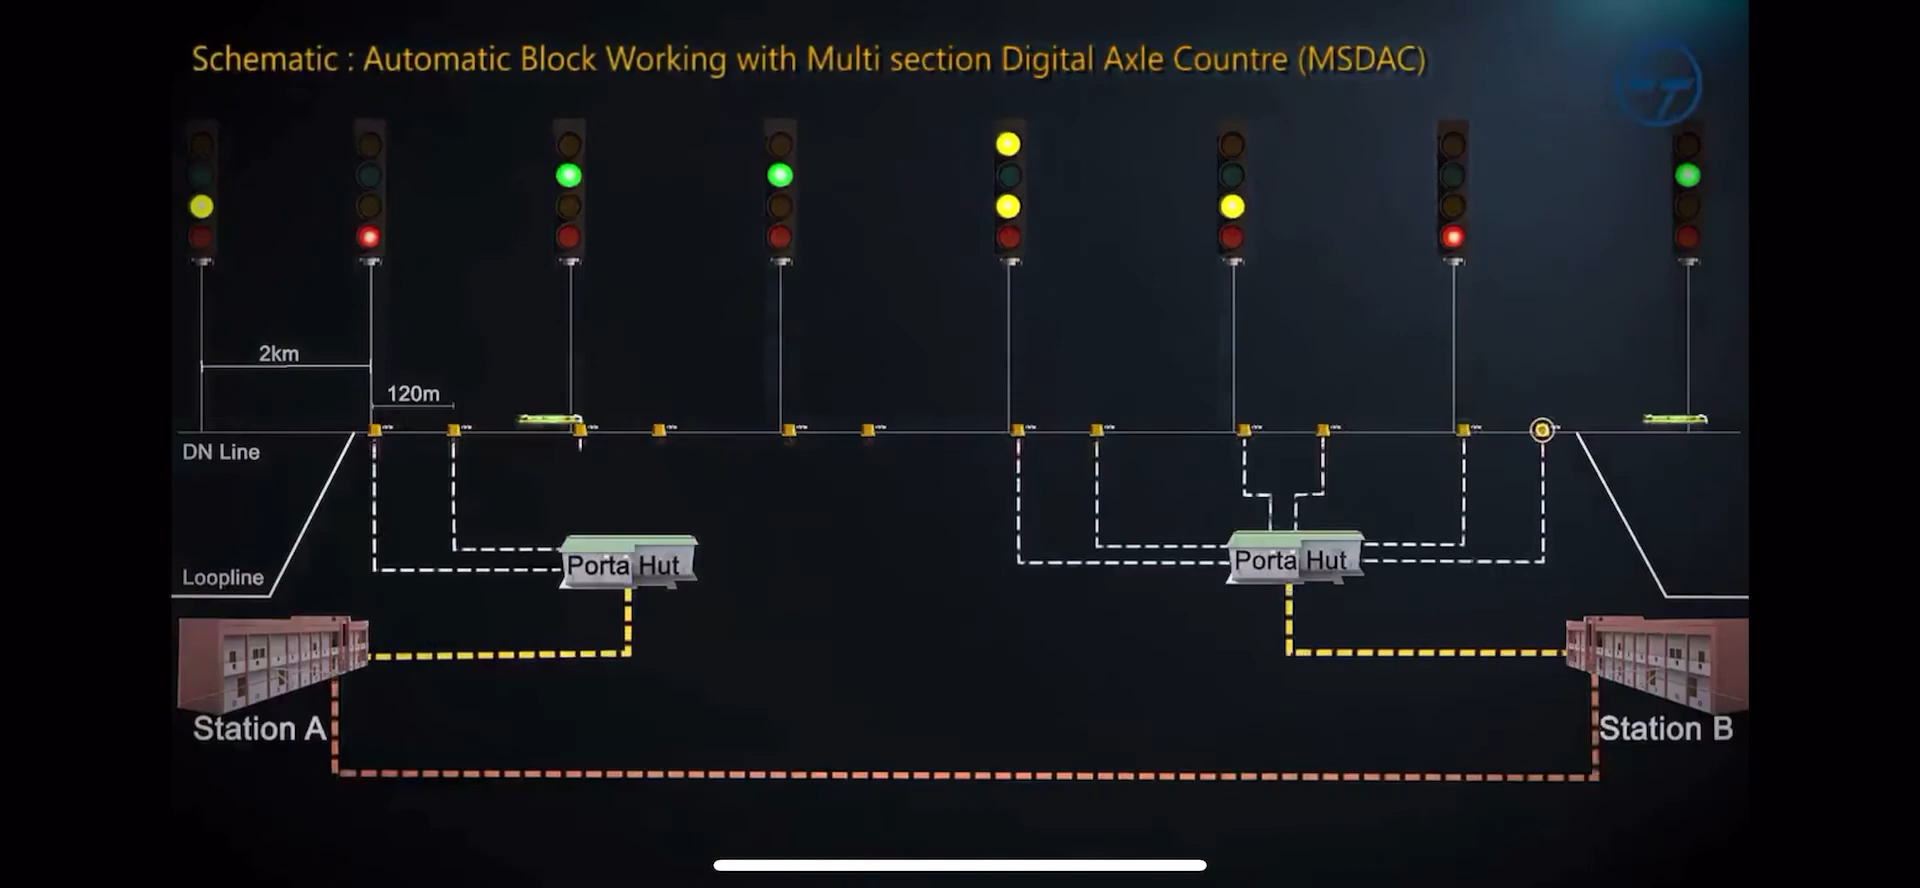 Schematic : Automatic Block Working with Multi section Digital Axle Countre (MSDAC)
2km
120m
DN Line
Loopline
Porta Hut
Porta Hut
Station A
Station B